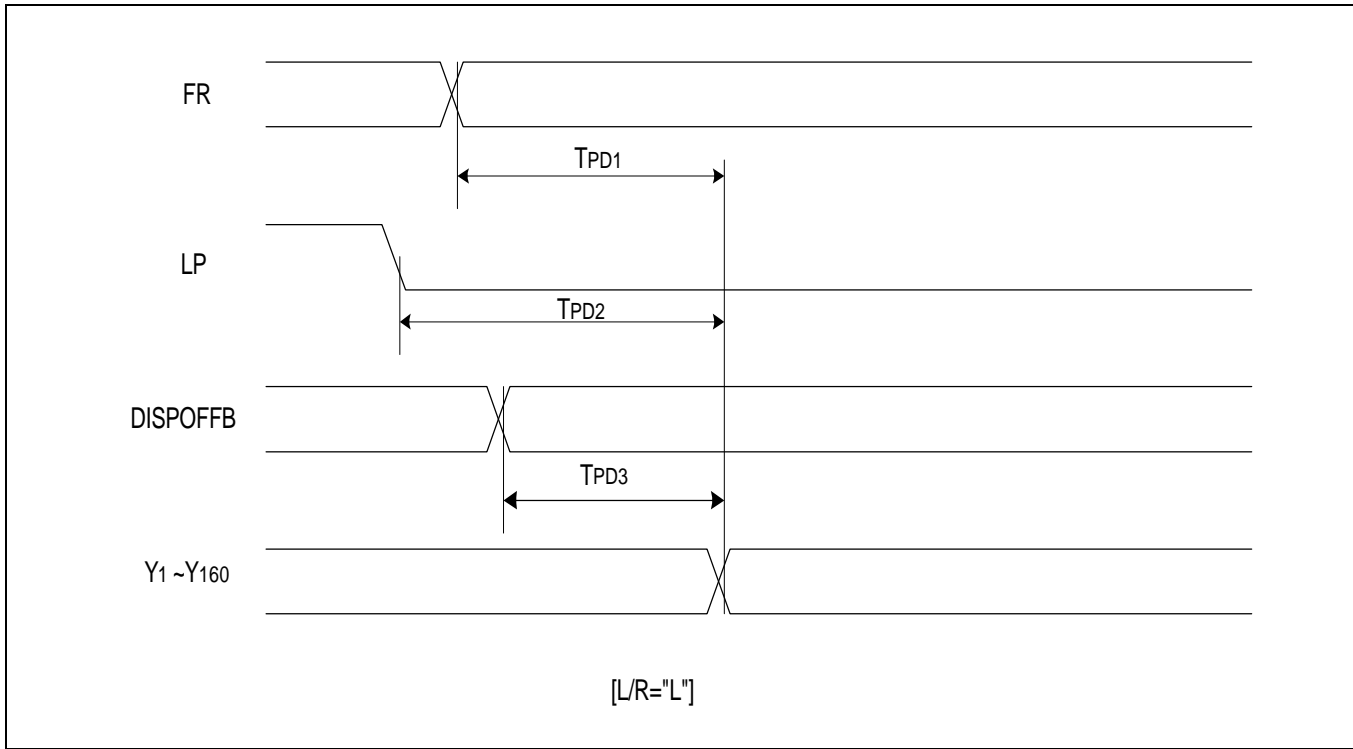 FR
TPD1
LP
TPD2
DISPOFFB
TPD3
Y1 ~Y160
[L/R="L"]